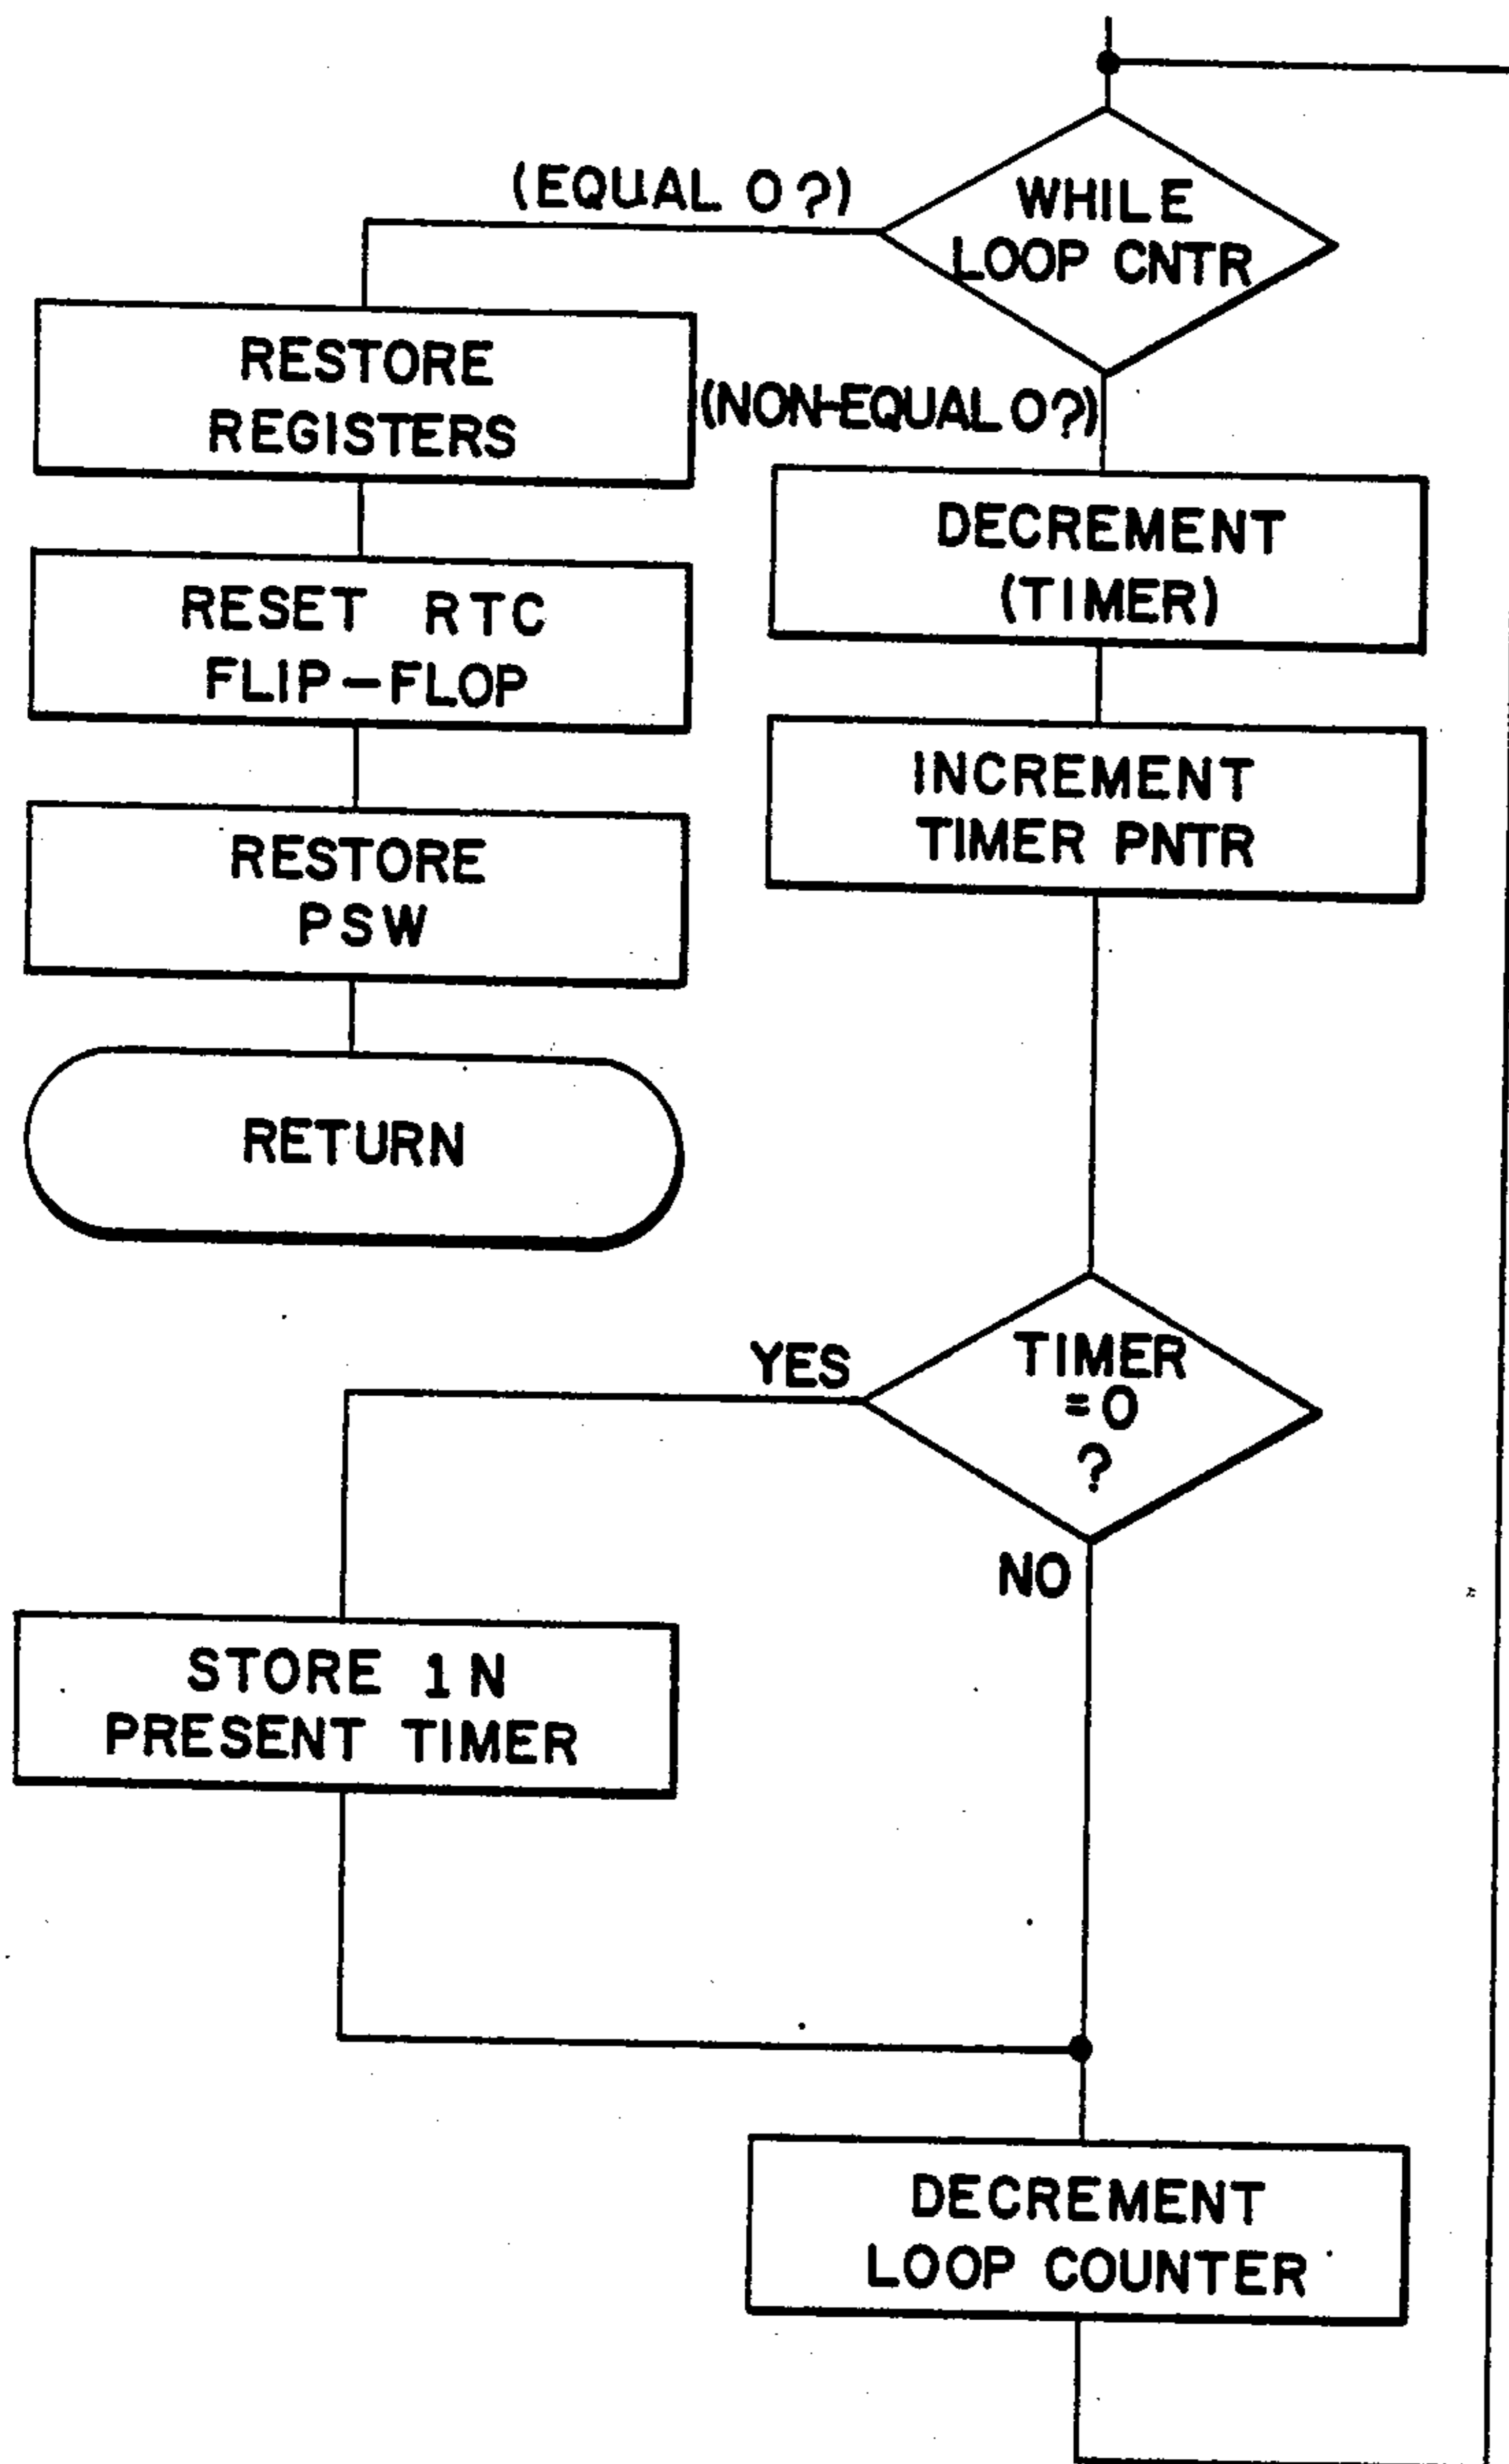 (EQUAL 0?)
WHILE
LOOP CNTR
RESTORE
REGISTERS
(NON-EQUAL 0?)
DECREMENT
(TIMER)
RESET RTC
FLIP-FLOP
INCREMENT
TIMER PNTR
RESTORE
PSW
RETURN
YES
TIMER
=0
?
NO
STORE 1N
PRESENT TIMER
DECREMENT
LOOP COUNTER